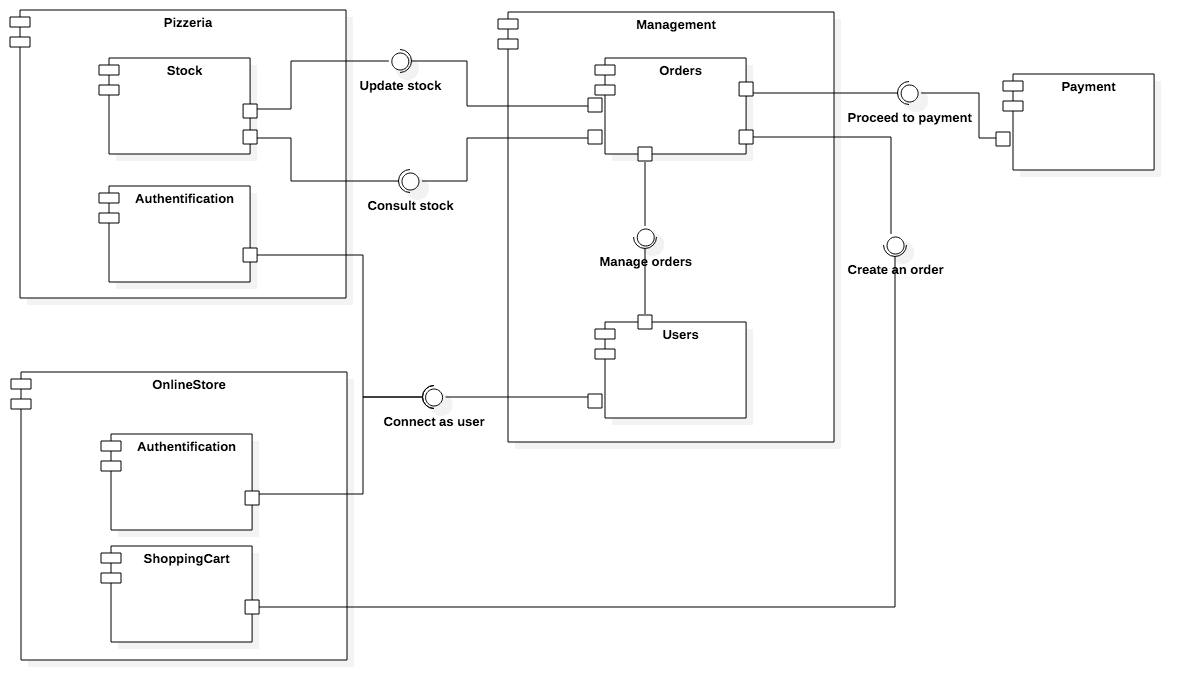 Pizzeria
Management
Stock
Orders
Update stock
Payment
Proceed to payment
Authentification
Consult stock
Manage orders
Create an order
Users
OnlineStore
Connect as user
Authentification
ShoppingCart